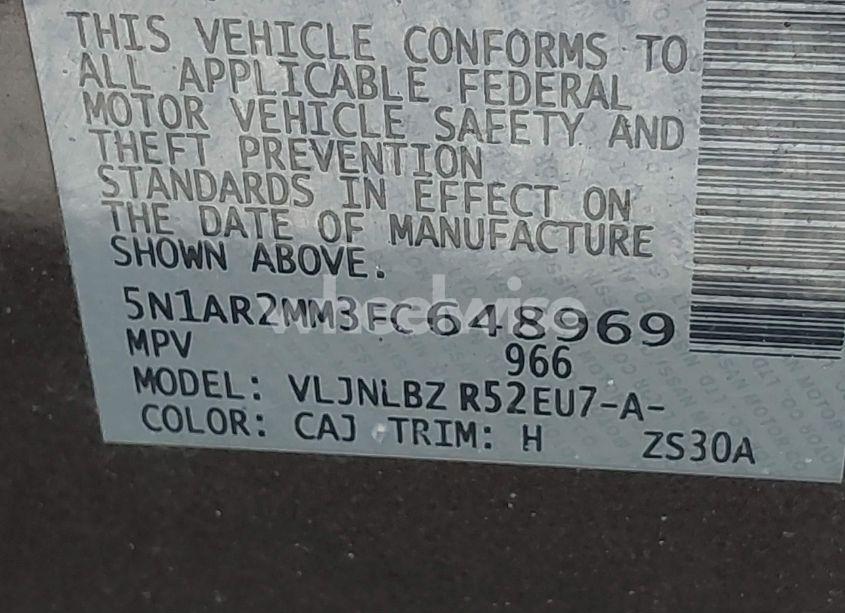 THIS VEHICLE CONFORMS TO
ALL APPLICABLE FEDERAL
MOTOR VEHICLE SAFETY AND
THEFT PREVENTION
STANDARDS IN EFFECT ON
THE DATE OF MANUFACTURE
SHOWN ABOVE.
5N1AR2MM3FC648969
wheelwise
MPV 966
MODEL: VLJNLBZ R52EU7-A-
COLOR: CAJ TRIM: H ZS30A